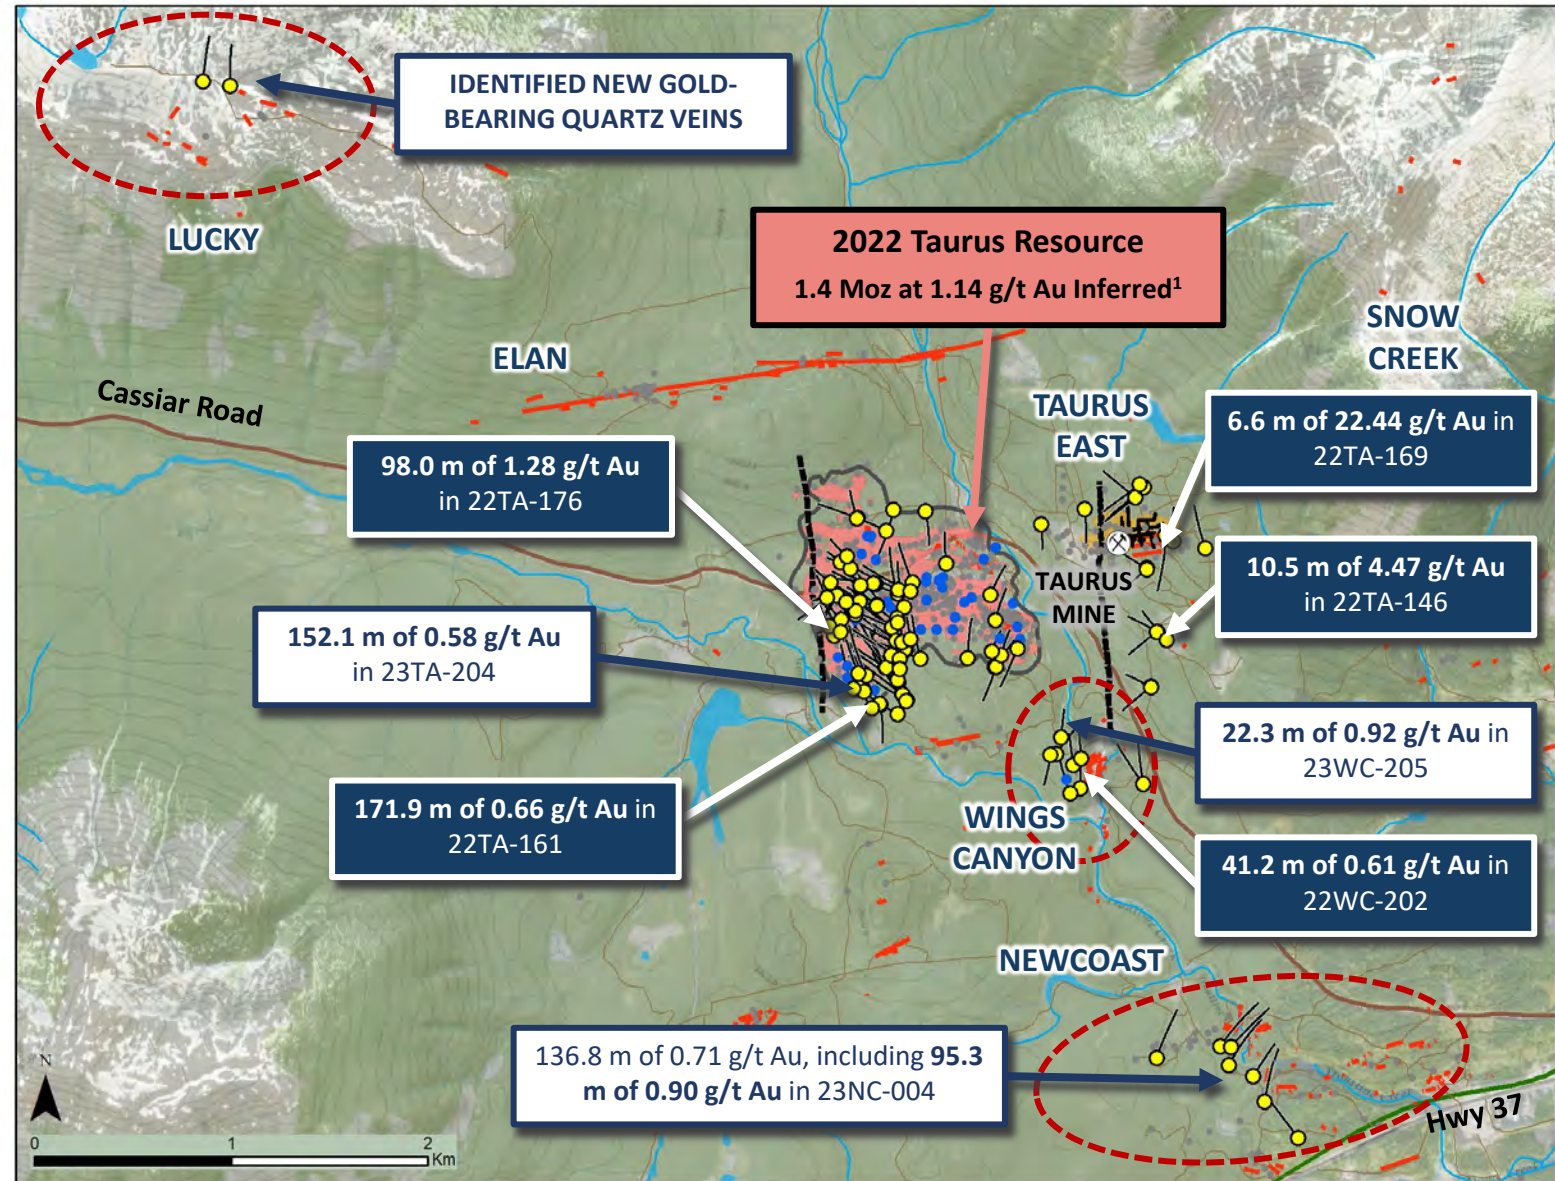 IDENTIFIED NEW GOLD-
BEARING QUARTZ VEINS
LUCKY
2022 Taurus Resource
1.4 Moz at 1.14 g/t Au Inferred¹
SNOW
CREEK
ELAN
Cassiar Road
TAURUS
EAST
6.6 m of 22.44 g/t Au in
22TA-169
98.0 m of 1.28 g/t Au
in 22TA-176
TAURUS
MINE
10.5 m of 4.47 g/t Au
in 22TA-146
152.1 m of 0.58 g/t Au
in 23TA-204
22.3 m of 0.92 g/t Au in
23WC-205
171.9 m of 0.66 g/t Au in
22TA-161
WINGS
CANYON
41.2 m of 0.61 g/t Au in
22WC-202
NEWCOAST
136.8 m of 0.71 g/t Au, including 95.3
m of 0.90 g/t Au in 23NC-004
Hwy 37
N
0 1 2
Km